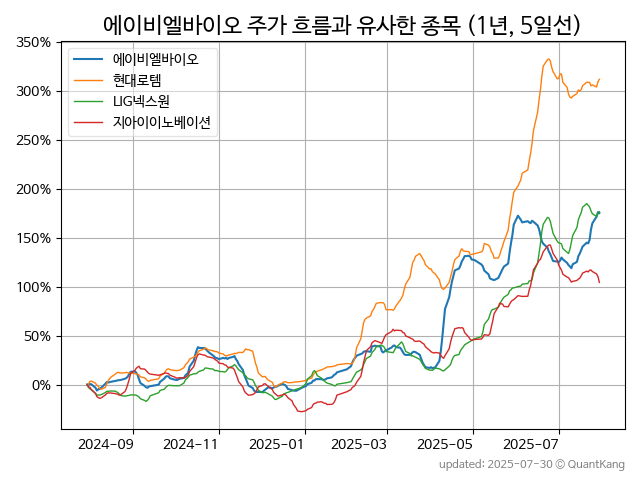 에이비엘바이오 주가 흐름과 유사한 종목 (1년, 5일선)
350%
300%
250%
200%
150%
100%
50%
0%
에이비엘바이오
현대로템
LIG넥스원
지아이이노베이션
2024-09
2024-11
2025-01
2025-03
2025-05
2025-07
updated: 2025-07-30 © QuantKang